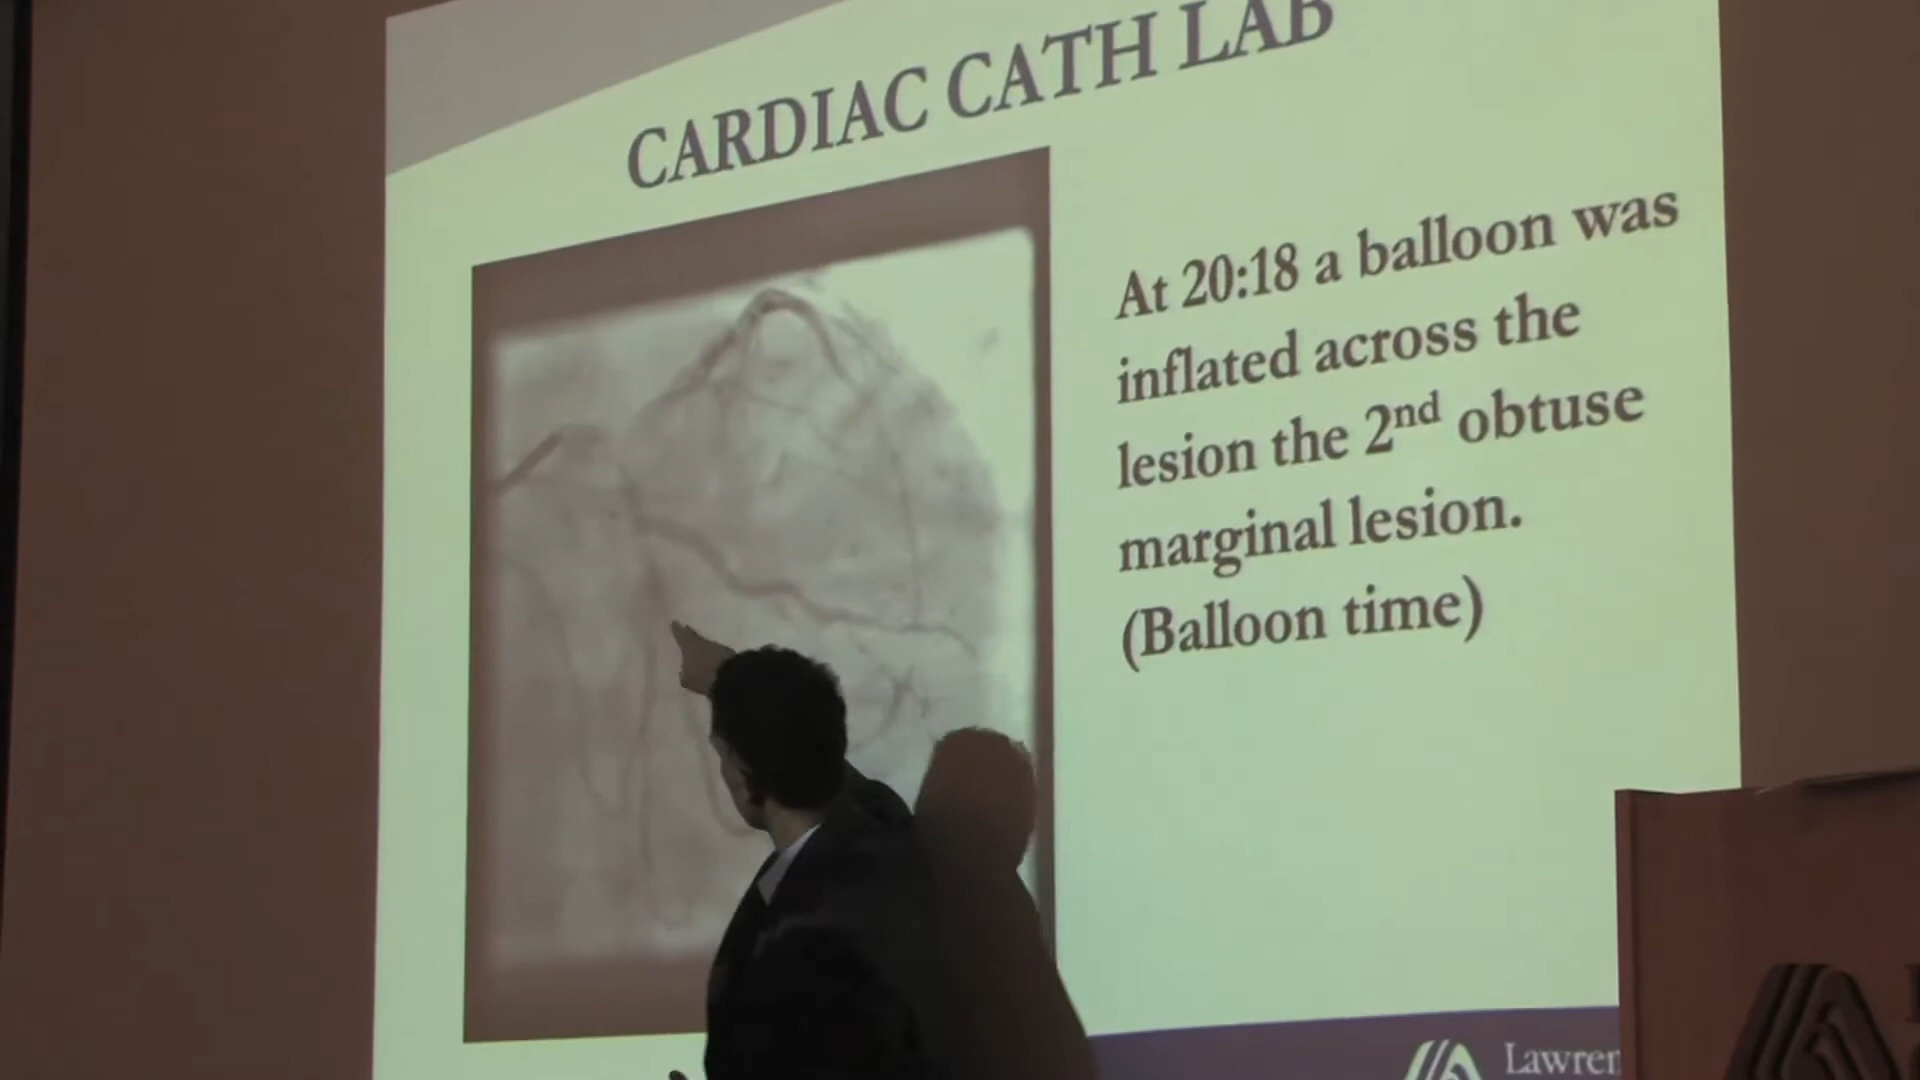 CARDIAC CATH LAB
At 20:18 a balloon was
inflated across the
lesion the 2nd obtuse
marginal lesion.
(Balloon time)